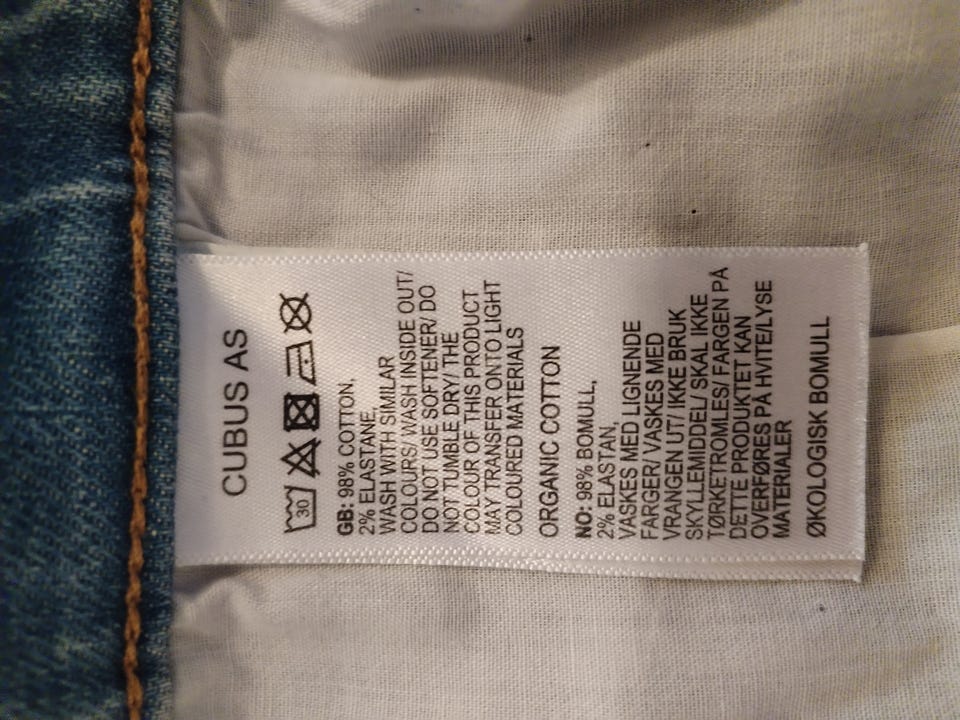 CUBUS AS
30
GB: 98% COTTON,
2% ELASTANE,
WASH WITH SIMILAR
COLOURS/ WASH INSIDE OUT/
DO NOT USE SOFTENER/ DO
NOT TUMBLE DRY/ THE
COLOUR OF THIS PRODUCT
MAY TRANSFER ONTO LIGHT
COLOURED MATERIALS
ORGANIC COTTON
NO: 98% BOMULL,
2% ELASTAN,
VASKES MED LIGNENDE
FARGER/ VASKES MED
VRANGEN UT/ IKKE BRUK
SKYLLEMIDDEL/ SKAL IKKE
TØRKETROMLES/ FARGEN PÅ
DETTE PRODUKTET KAN
OVERFØRES PÅ HVITE/LYSE
MATERIALER
ØKOLOGISK BOMULL